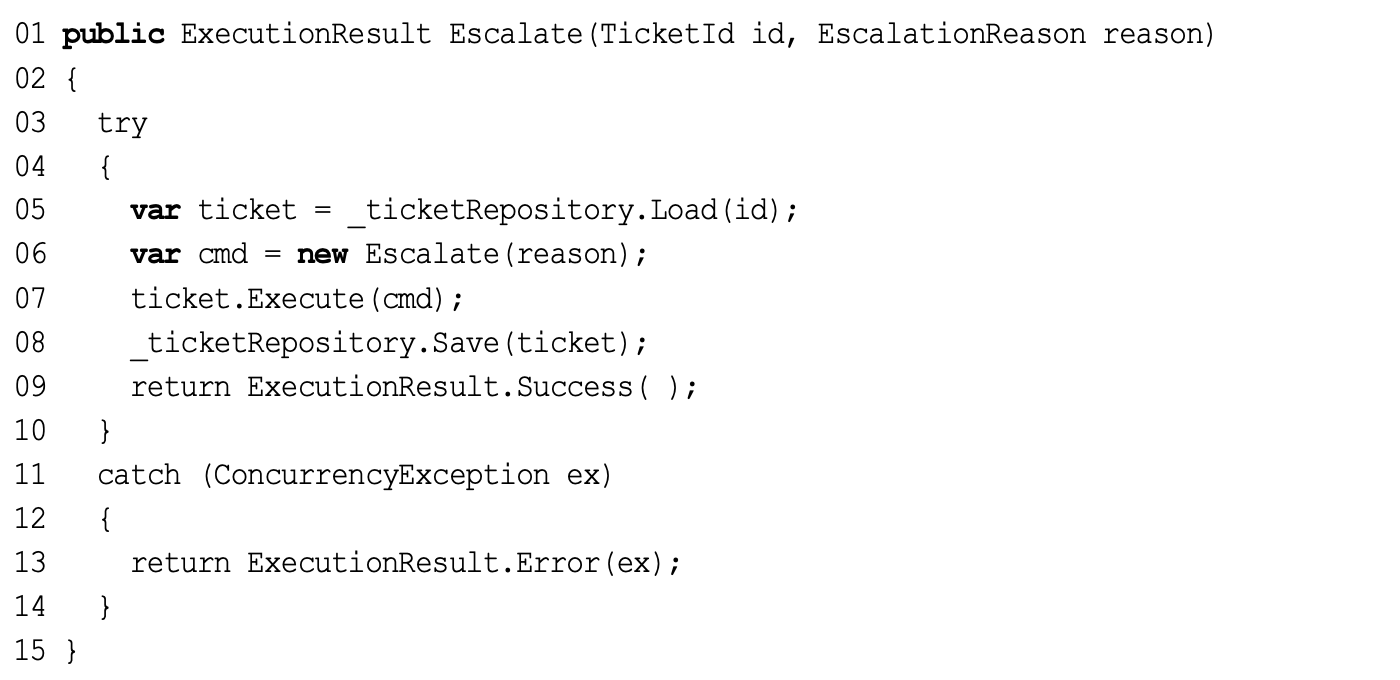 01 public ExecutionResult Escalate(TicketId id, EscalationReason reason)
02 {
03   try
04   {
05     var ticket = _ticketRepository.Load(id);
06     var cmd = new Escalate(reason);
07     ticket.Execute(cmd);
08     _ticketRepository.Save(ticket);
09     return ExecutionResult.Success( );
10   }
11   catch (ConcurrencyException ex)
12   {
13     return ExecutionResult.Error(ex);
14   }
15 }